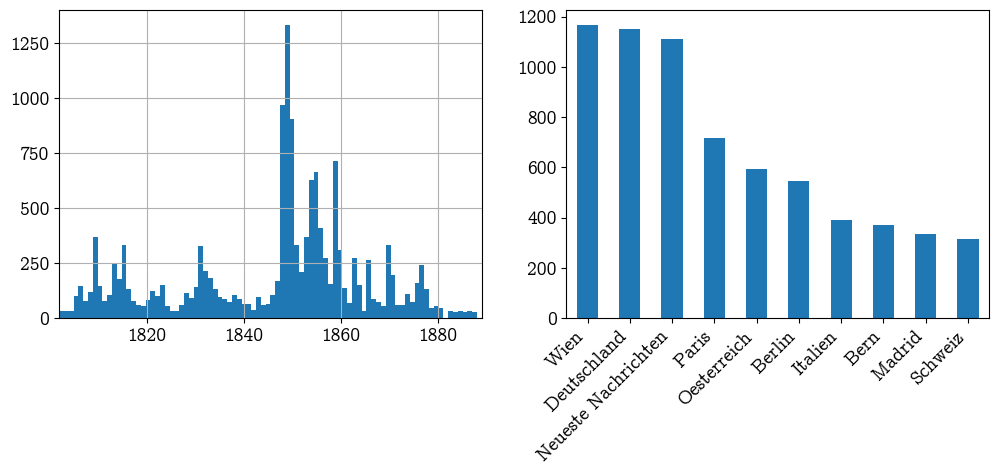 1250
1000
750
500
250
0
1820 1840 1860 1880
1200
1000
800
600
400
200
0
Wien
Deutschland
Neueste Nachrichten
Paris
Oesterreich
Berlin
Italien
Bern
Madrid
Schweiz